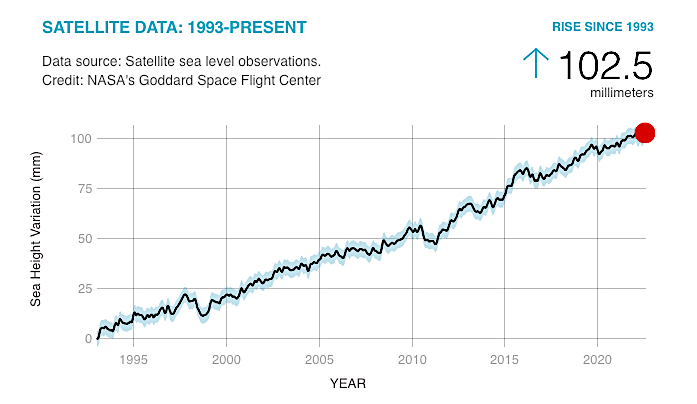 SATELLITE DATA: 1993-PRESENT
RISE SINCE 1993
Data source: Satellite sea level observations.
Credit: NASA's Goddard Space Flight Center
↑ 102.5
millimeters
Sea Height Variation (mm)
100
75
50
25
0
1995 2000 2005 2010 2015 2020
YEAR